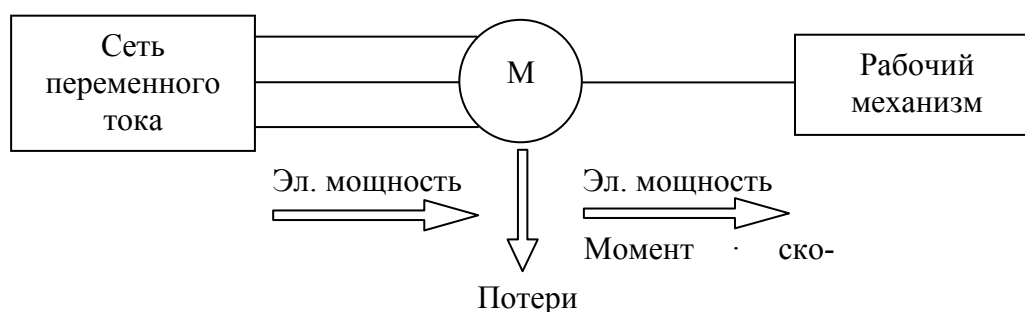 Сеть
переменного
тока
М
Рабочий
механизм
Эл. мощность
Эл. мощность
Момент · ско-
Потери